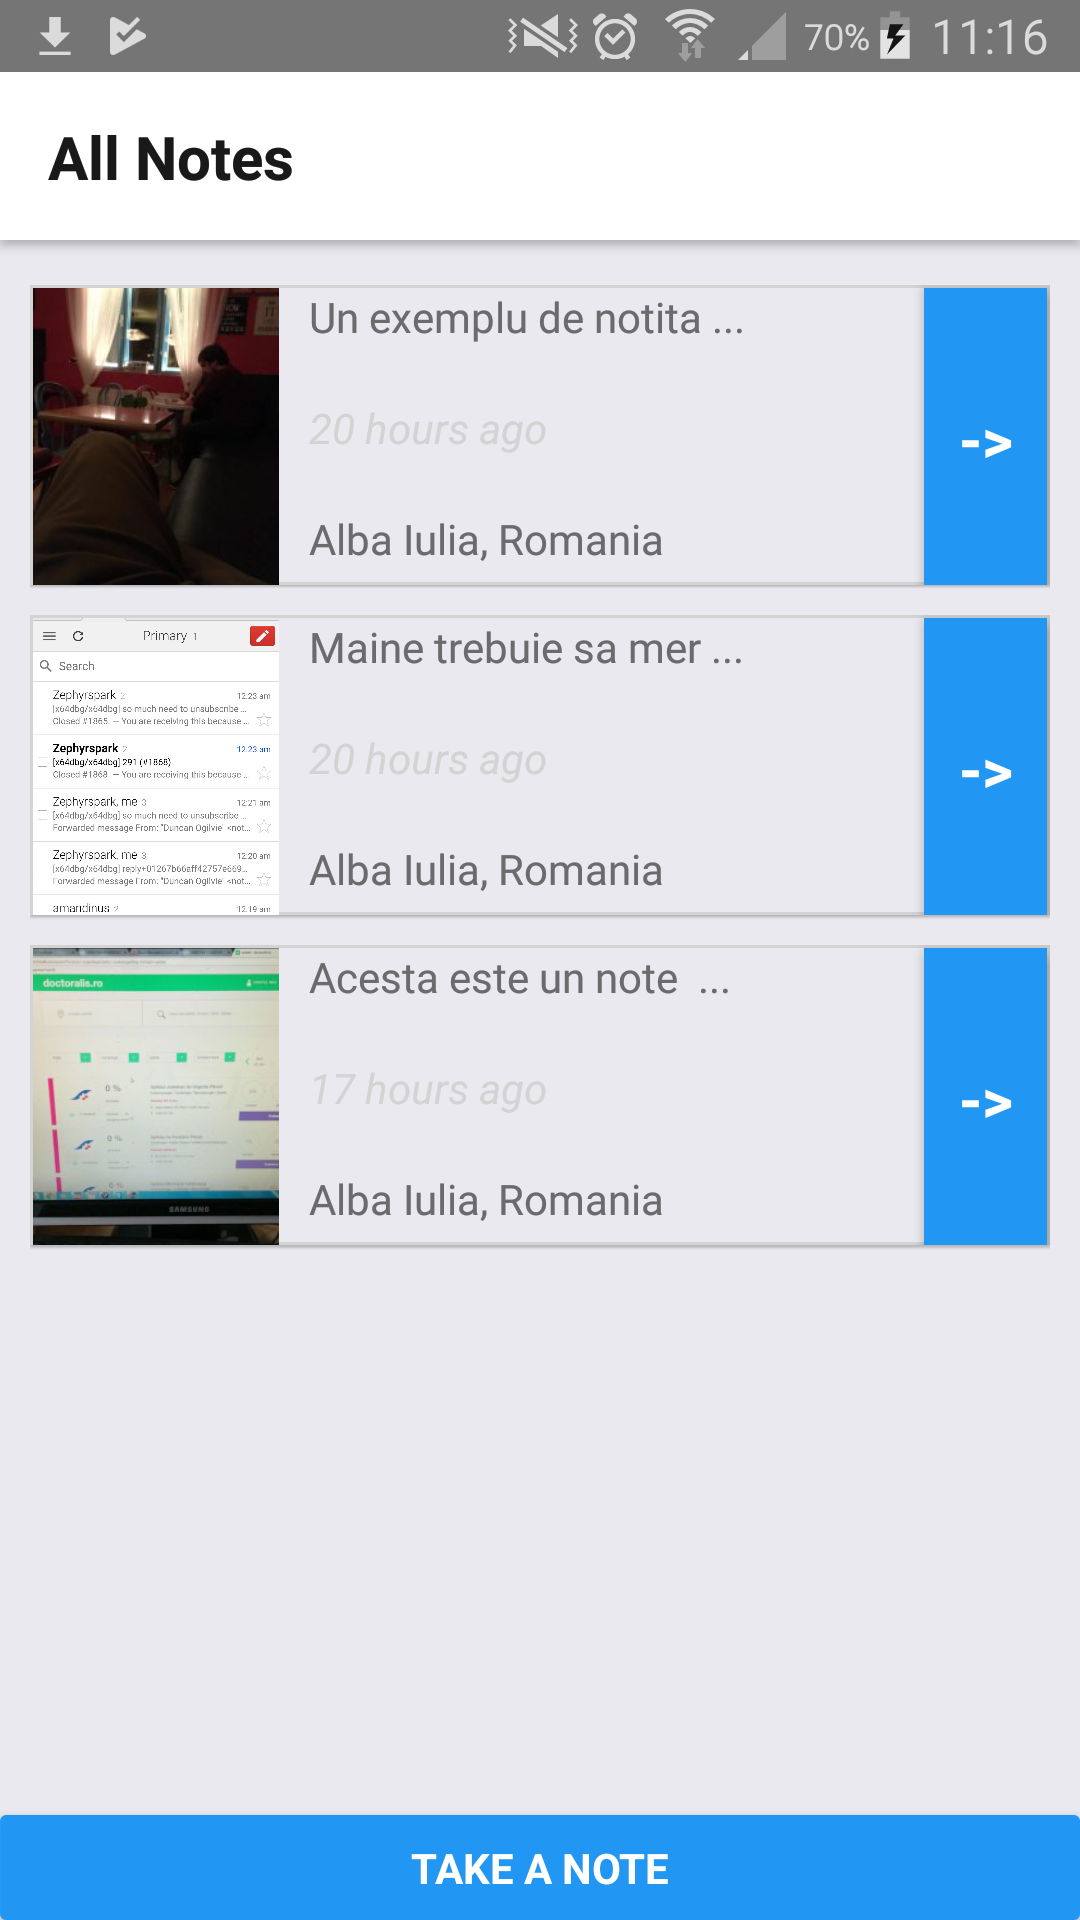 70% 11:16
All Notes
Un exemplu de notita ...
20 hours ago
Alba Iulia, Romania
->
Primary 1
Search
Zephyrspark 2 12:23 am
[x64dbg/x64dbg] so much need to unsubscribe ...
Closed #1865. — You are receiving this because ...
Zephyrspark 2 12:23 am
[x64dbg/x64dbg] 291 (#1868)
Closed #1868. — You are receiving this because ...
Zephyrspark, me 3 12:21 am
[x64dbg/x64dbg] so much need to unsubscribe ...
Forwarded message From: "Duncan Ogilvie" <not...
Zephyrspark, me 3 12:20 am
[x64dbg/x64dbg] reply+01267b66aff42757e669...
Forwarded message From: "Duncan Ogilvie" <not...
amandinus 2 12:19 am
Maine trebuie sa mer ...
20 hours ago
Alba Iulia, Romania
->
doctoralis.ro
0 %
0 %
0 %
SAMSUNG
Acesta este un note ...
17 hours ago
Alba Iulia, Romania
->
TAKE A NOTE